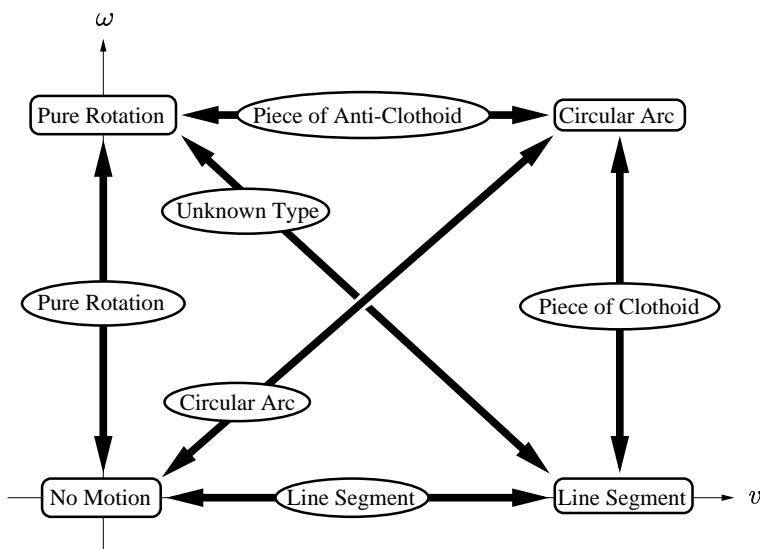 ω
Pure Rotation
Piece of Anti-Clothoid
Circular Arc
Unknown Type
Pure Rotation
Piece of Clothoid
Circular Arc
No Motion
Line Segment
Line Segment
v